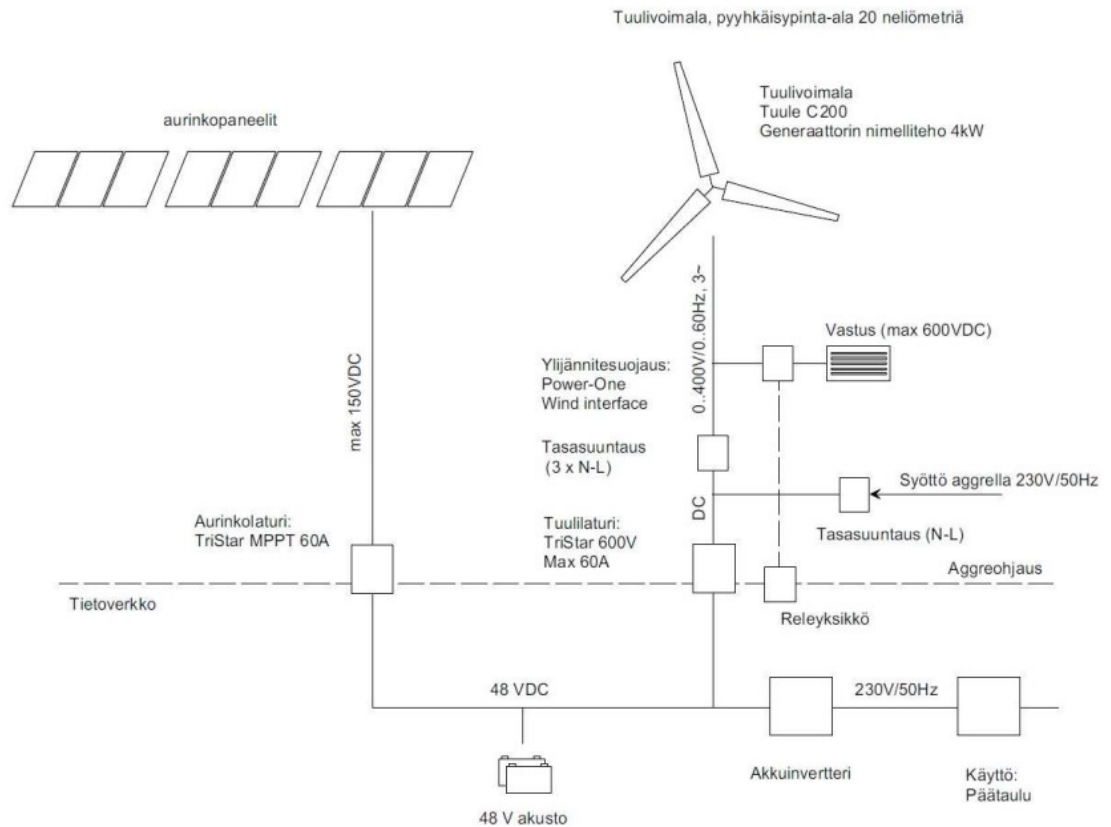 Tuulivoimala, pyyhkäisypinta-ala 20 neliömetriä
Tuulivoimala
Tuule C200
Generaattorin nimelliteho 4kW
aurinkopaneelit
max 150VDC
0..400V/0..60Hz, 3~
Vastus (max 600VDC)
Ylijännitesuojaus:
Power-One
Wind interface
Tasasuuntaus
(3 x N-L)
Syöttö aggrella 230V/50Hz
DC
Tasasuuntaus (N-L)
Aurinkolaturi:
TriStar MPPT 60A
Tuulilaturi:
TriStar 600V
Max 60A
Aggreohjaus
Tietoverkko
Releyksikkö
48 VDC
230V/50Hz
Akkuinvertteri
Käyttö:
Päätaulu
48 V akusto